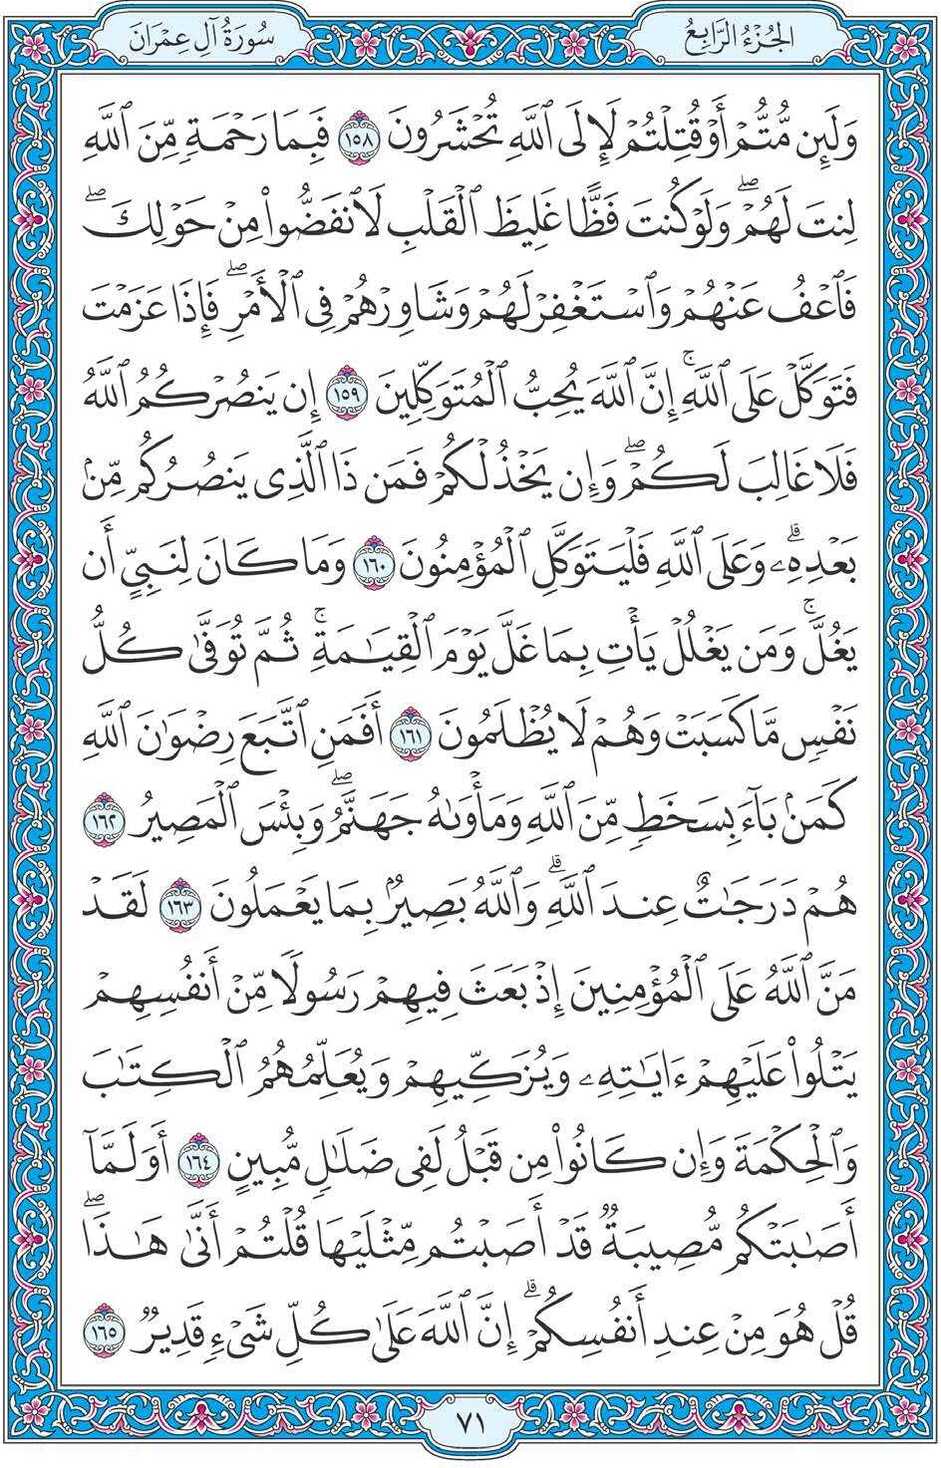 الجُزْءُ الرَّابِعُ
سُورَةُ آلِ عِمْرَانَ
وَلَئِن مُّتُّمْ أَوْ قُتِلْتُمْ لَإِلَى ٱللَّهِ تُحْشَرُونَ ١٥٨ فَبِمَا رَحْمَةٍ مِّنَ ٱللَّهِ
لِنتَ لَهُمْ ۖ وَلَوْ كُنتَ فَظًّا غَلِيظَ ٱلْقَلْبِ لَٱنفَضُّوا۟ مِنْ حَوْلِكَ ۖ
فَٱعْفُ عَنْهُمْ وَٱسْتَغْفِرْ لَهُمْ وَشَاوِرْهُمْ فِى ٱلْأَمْرِ ۖ فَإِذَا عَزَمْتَ
فَتَوَكَّلْ عَلَى ٱللَّهِ ۚ إِنَّ ٱللَّهَ يُحِبُّ ٱلْمُتَوَكِّلِينَ ١٥٩ إِن يَنصُرْكُمُ ٱللَّهُ
فَلَا غَالِبَ لَكُمْ ۖ وَإِن يَخْذُلْكُمْ فَمَن ذَا ٱلَّذِى يَنصُرُكُم مِّنۢ
بَعْدِهِۦ ۗ وَعَلَى ٱللَّهِ فَلْيَتَوَكَّلِ ٱلْمُؤْمِنُونَ ١٦٠ وَمَا كَانَ لِنَبِىٍّ أَن
يَغُلَّ ۚ وَمَن يَغْلُلْ يَأْتِ بِمَا غَلَّ يَوْمَ ٱلْقِيَـٰمَةِ ۚ ثُمَّ تُوَفَّىٰ كُلُّ
نَفْسٍ مَّا كَسَبَتْ وَهُمْ لَا يُظْلَمُونَ ١٦١ أَفَمَنِ ٱتَّبَعَ رِضْوَٰنَ ٱللَّهِ
كَمَنۢ بَآءَ بِسَخَطٍ مِّنَ ٱللَّهِ وَمَأْوَىٰهُ جَهَنَّمُ ۖ وَبِئْسَ ٱلْمَصِيرُ ١٦٢
هُمْ دَرَجَـٰتٌ عِندَ ٱللَّهِ ۗ وَٱللَّهُ بَصِيرٌۢ بِمَا يَعْمَلُونَ ١٦٣ لَقَدْ
مَنَّ ٱللَّهُ عَلَى ٱلْمُؤْمِنِينَ إِذْ بَعَثَ فِيهِمْ رَسُولًا مِّنْ أَنفُسِهِمْ
يَتْلُوا۟ عَلَيْهِمْ ءَايَـٰتِهِۦ وَيُزَكِّيهِمْ وَيُعَلِّمُهُمُ ٱلْكِتَـٰبَ
وَٱلْحِكْمَةَ وَإِن كَانُوا۟ مِن قَبْلُ لَفِى ضَلَـٰلٍ مُّبِينٍ ١٦٤ أَوَلَمَّآ
أَصَـٰبَتْكُم مُّصِيبَةٌ قَدْ أَصَبْتُم مِّثْلَيْهَا قُلْتُمْ أَنَّىٰ هَـٰذَا ۖ
قُلْ هُوَ مِنْ عِندِ أَنفُسِكُمْ ۗ إِنَّ ٱللَّهَ عَلَىٰ كُلِّ شَىْءٍ قَدِيرٌ ١٦٥
٧١